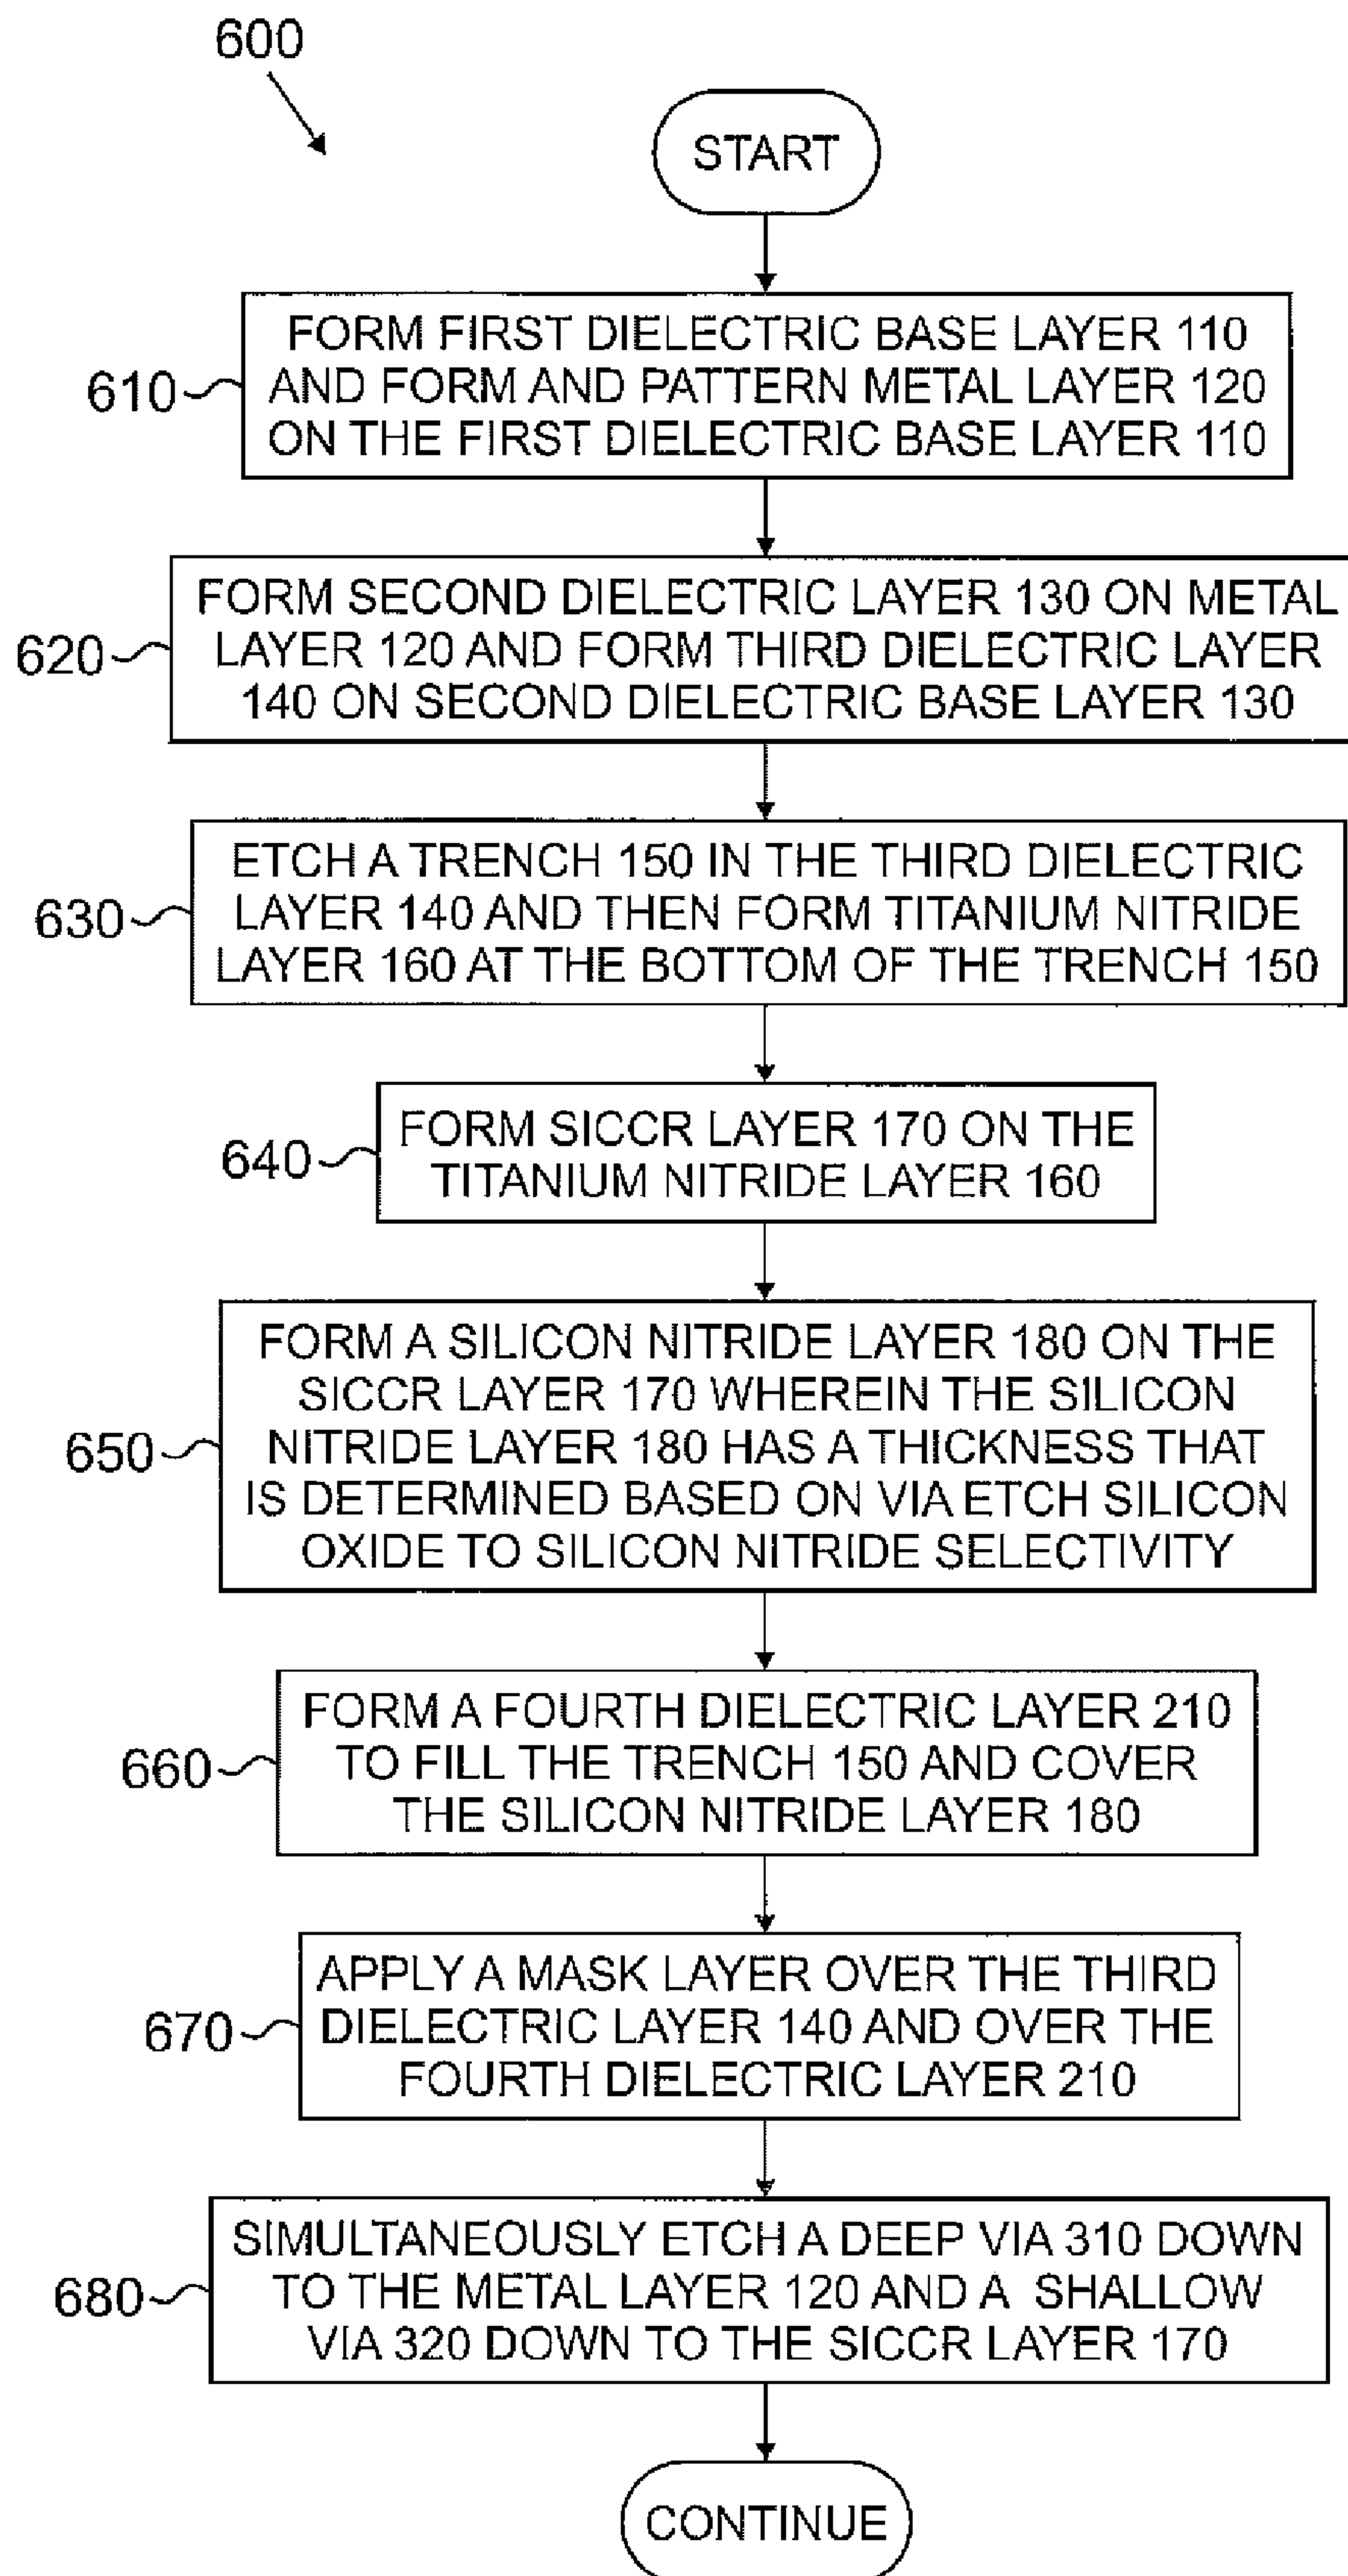 600
START
610
FORM FIRST DIELECTRIC BASE LAYER 110
AND FORM AND PATTERN METAL LAYER 120
ON THE FIRST DIELECTRIC BASE LAYER 110
620
FORM SECOND DIELECTRIC LAYER 130 ON METAL
LAYER 120 AND FORM THIRD DIELECTRIC LAYER
140 ON SECOND DIELECTRIC BASE LAYER 130
630
ETCH A TRENCH 150 IN THE THIRD DIELECTRIC
LAYER 140 AND THEN FORM TITANIUM NITRIDE
LAYER 160 AT THE BOTTOM OF THE TRENCH 150
640
FORM SICCR LAYER 170 ON THE
TITANIUM NITRIDE LAYER 160
650
FORM A SILICON NITRIDE LAYER 180 ON THE
SICCR LAYER 170 WHEREIN THE SILICON
NITRIDE LAYER 180 HAS A THICKNESS THAT
IS DETERMINED BASED ON VIA ETCH SILICON
OXIDE TO SILICON NITRIDE SELECTIVITY
660
FORM A FOURTH DIELECTRIC LAYER 210
TO FILL THE TRENCH 150 AND COVER
THE SILICON NITRIDE LAYER 180
670
APPLY A MASK LAYER OVER THE THIRD
DIELECTRIC LAYER 140 AND OVER THE
FOURTH DIELECTRIC LAYER 210
680
SIMULTANEOUSLY ETCH A DEEP VIA 310 DOWN
TO THE METAL LAYER 120 AND A SHALLOW
VIA 320 DOWN TO THE SICCR LAYER 170
CONTINUE